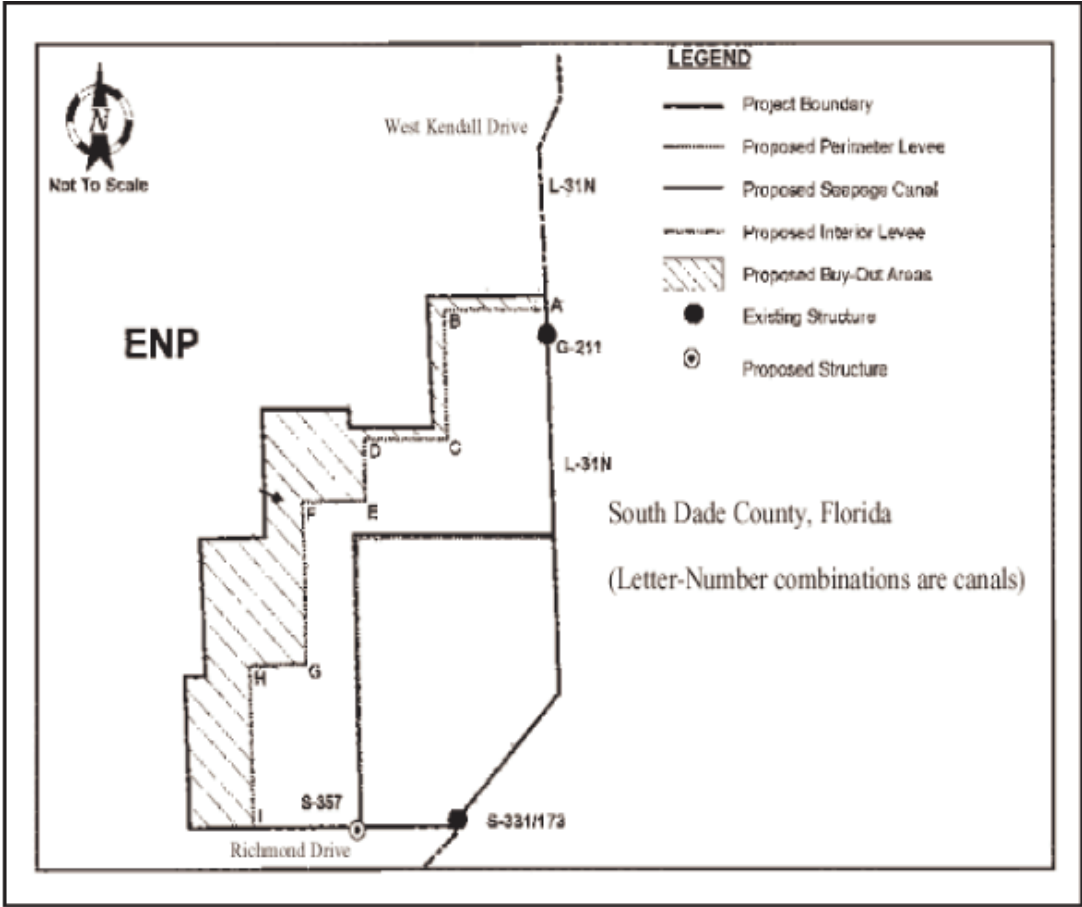 LEGEND
N
Not To Scale
West Kendall Drive
Project Boundary
Proposed Perimeter Levee
L-31N
Proposed Seepage Canal
Proposed Interior Levee
Proposed Buy-Out Areas
A
B
Existing Structure
ENP
G-211
Proposed Structure
D
C
L-31N
F
E
South Dade County, Florida
(Letter-Number combinations are canals)
H
G
S-357
I
S-331/173
Richmond Drive